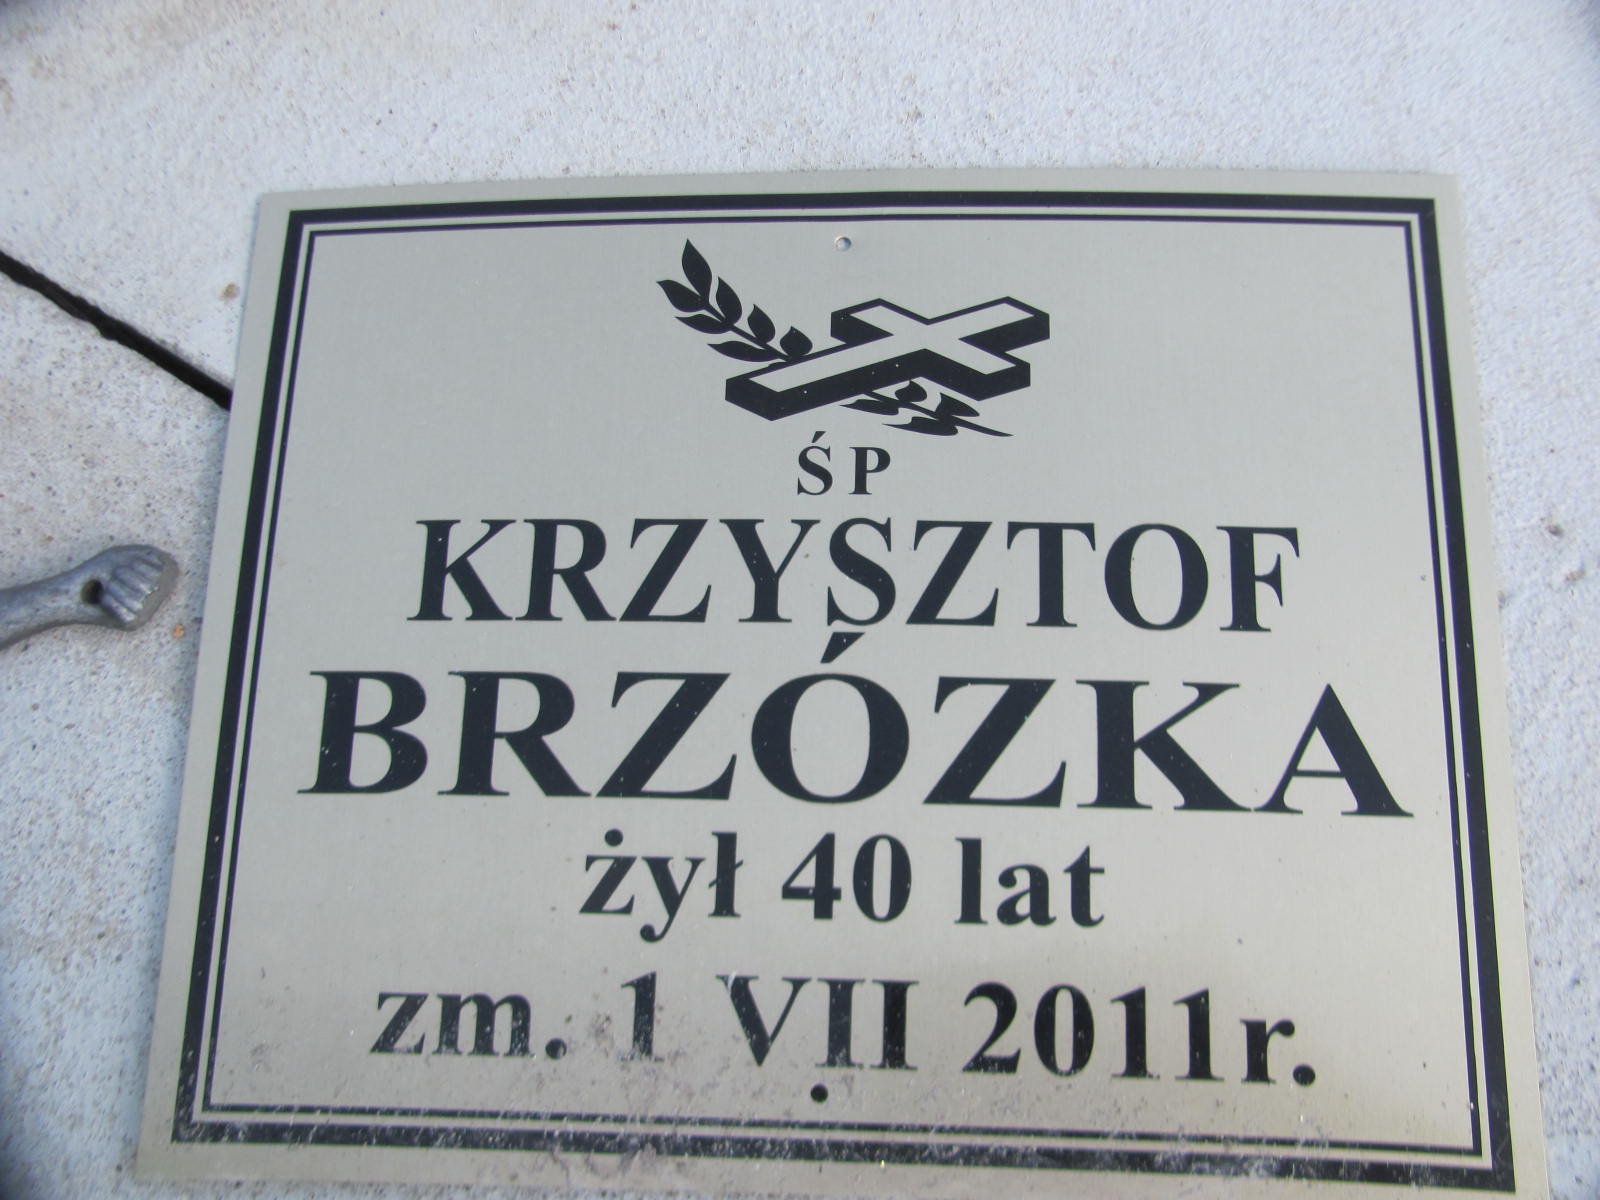 ŚP
KRZYSZTOF
BRZÓZKA
żył 40 lat
zm. 1 VII 2011r.